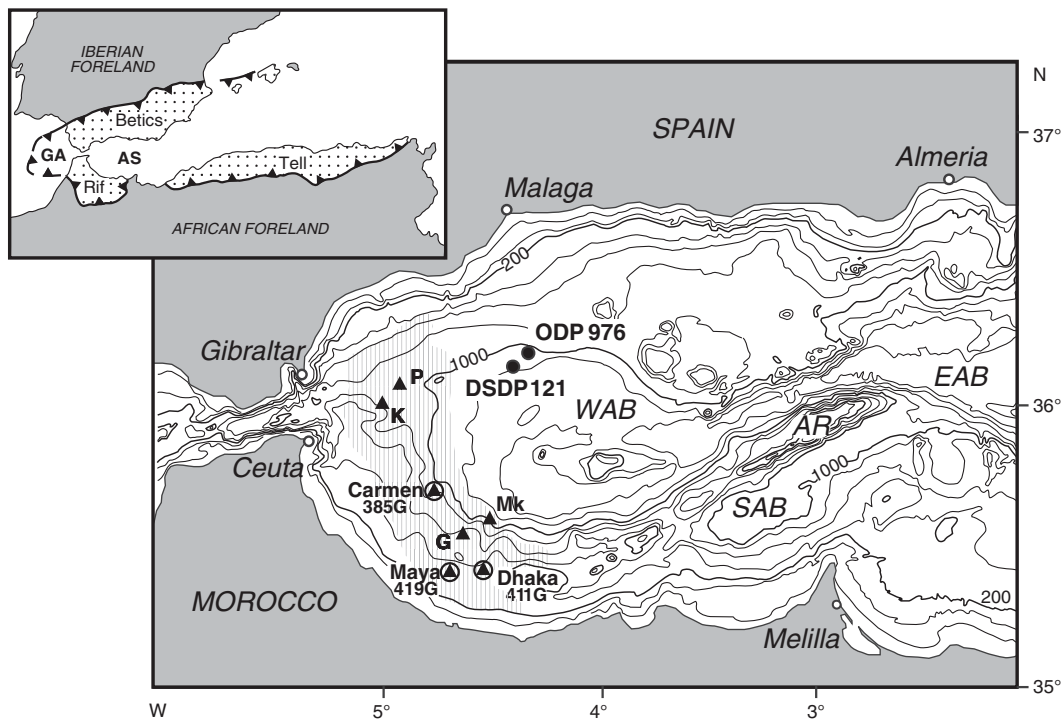 IBERIAN
FORELAND
Betics
GA
AS
Tell
Rif
AFRICAN FORELAND
N
SPAIN
37°
Almeria
Malaga
200
ODP 976
Gibraltar
1000
P
DSDP 121
EAB
WAB
36°
K
AR
Ceuta
1000
Carmen
385G
Mk
SAB
G
Maya
419G
Dhaka
411G
MOROCCO
200
Melilla
35°
W
5°
4°
3°